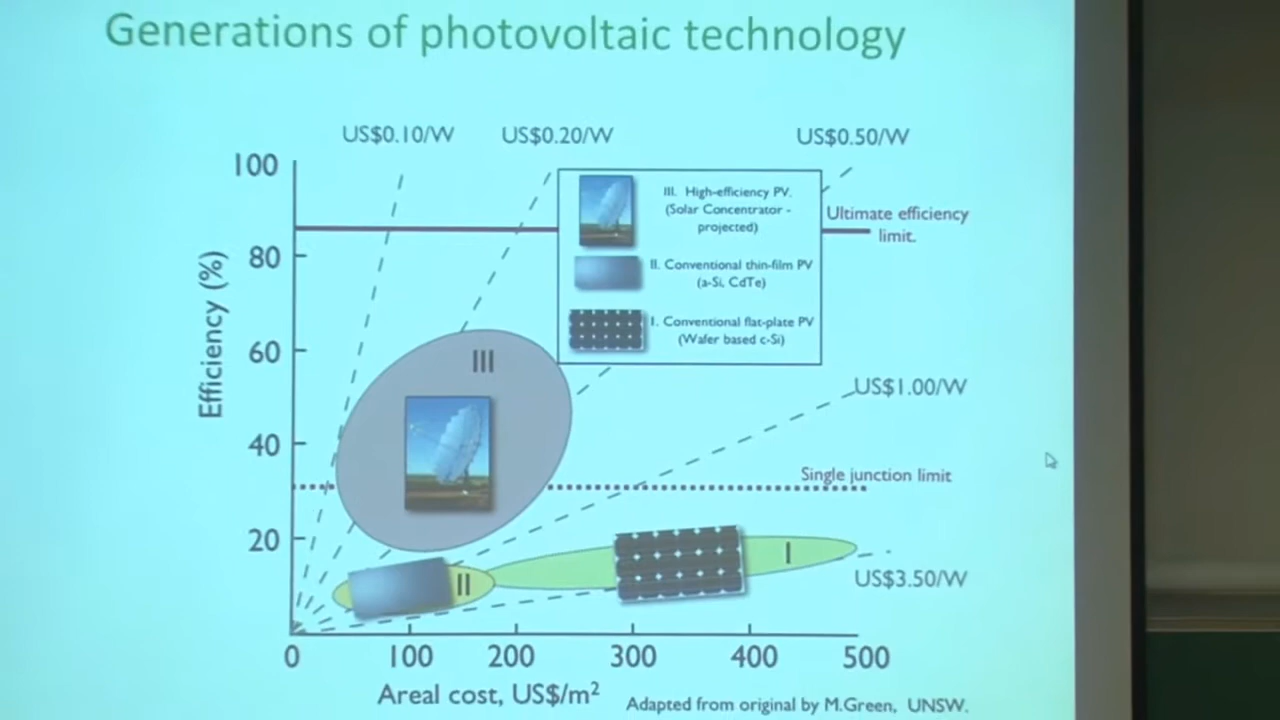 Generations of photovoltaic technology
US$0.10/W
US$0.20/W
US$0.50/W
100
80
60
40
20
Efficiency (%)
III. High-efficiency PV.
(Solar Concentrator -
projected)
II. Conventional thin-film PV
(a-Si, CdTe)
I. Conventional flat-plate PV
(Wafer based c-Si)
Ultimate efficiency
limit.
III
US$1.00/W
Single junction limit
II
I
US$3.50/W
0
100
200
300
400
500
Areal cost, US$/m²
Adapted from original by M.Green, UNSW.